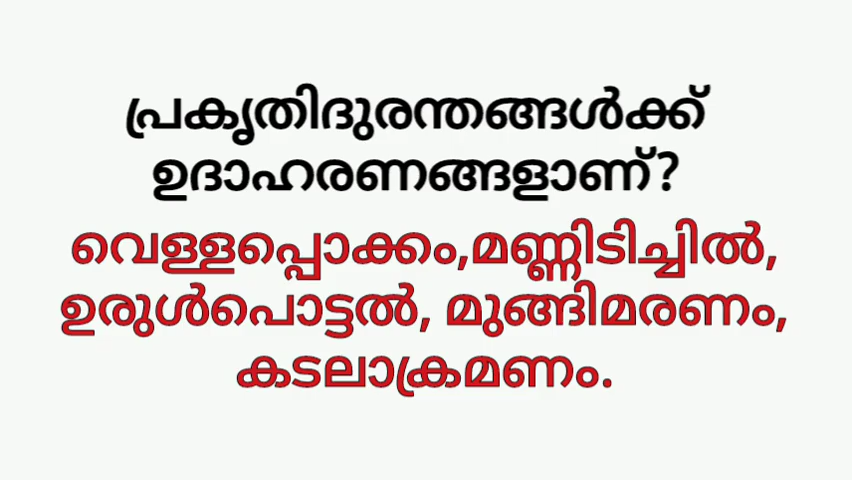 പ്രകൃതിദുരന്തങ്ങൾക്ക്
ഉദാഹരണങ്ങളാണ്?
വെള്ളപ്പൊക്കം,മണ്ണിടിച്ചിൽ,
ഉരുൾപൊട്ടൽ, മുങ്ങിമരണം,
കടലാക്രമണം.